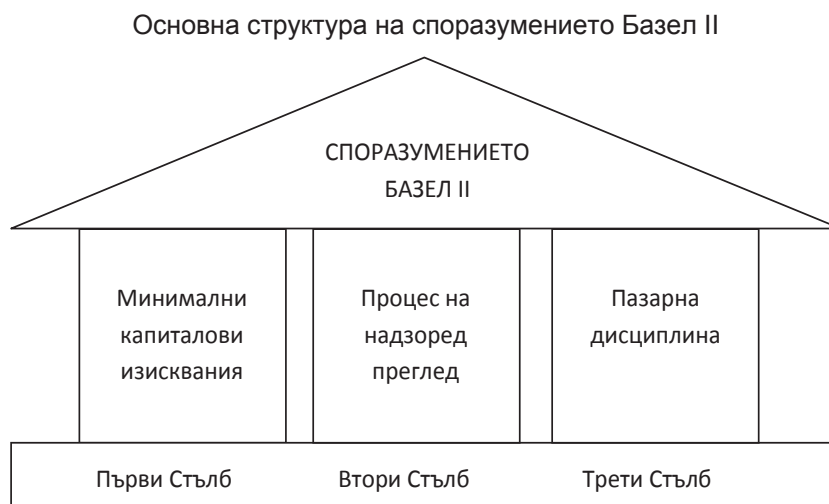 Основна структура на споразумението Базел II
СПОРАЗУМЕНИЕТО
БАЗЕЛ II
Минимални
капиталови
изисквания
Процес на
надзоред
преглед
Пазарна
дисциплина
Първи Стълб
Втори Стълб
Трети Стълб